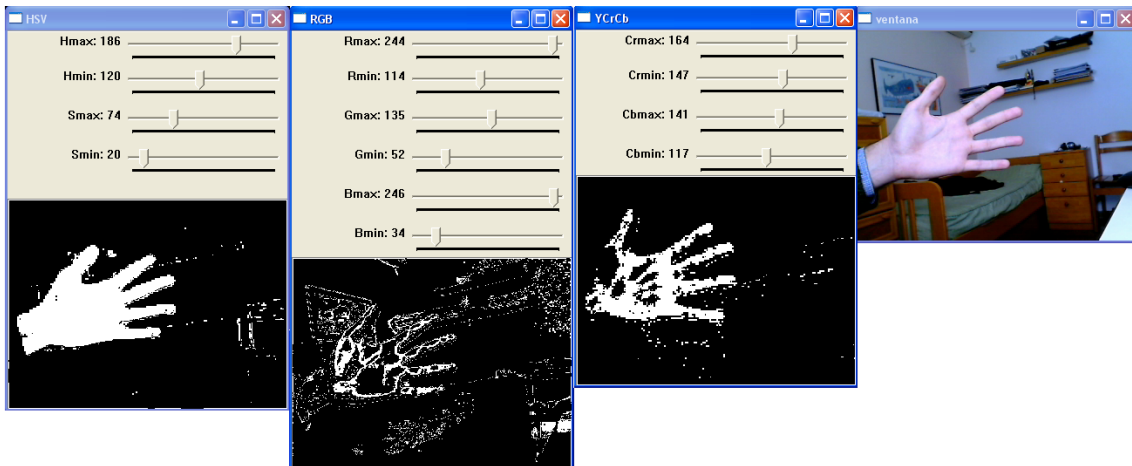 HSV
Hmax: 186
Hmin: 120
Smax: 74
Smin: 20
RGB
Rmax: 244
Rmin: 114
Gmax: 135
Gmin: 52
Bmax: 246
Bmin: 34
YCrCb
Crmax: 164
Crmin: 147
Cbmax: 141
Cbmin: 117
ventana